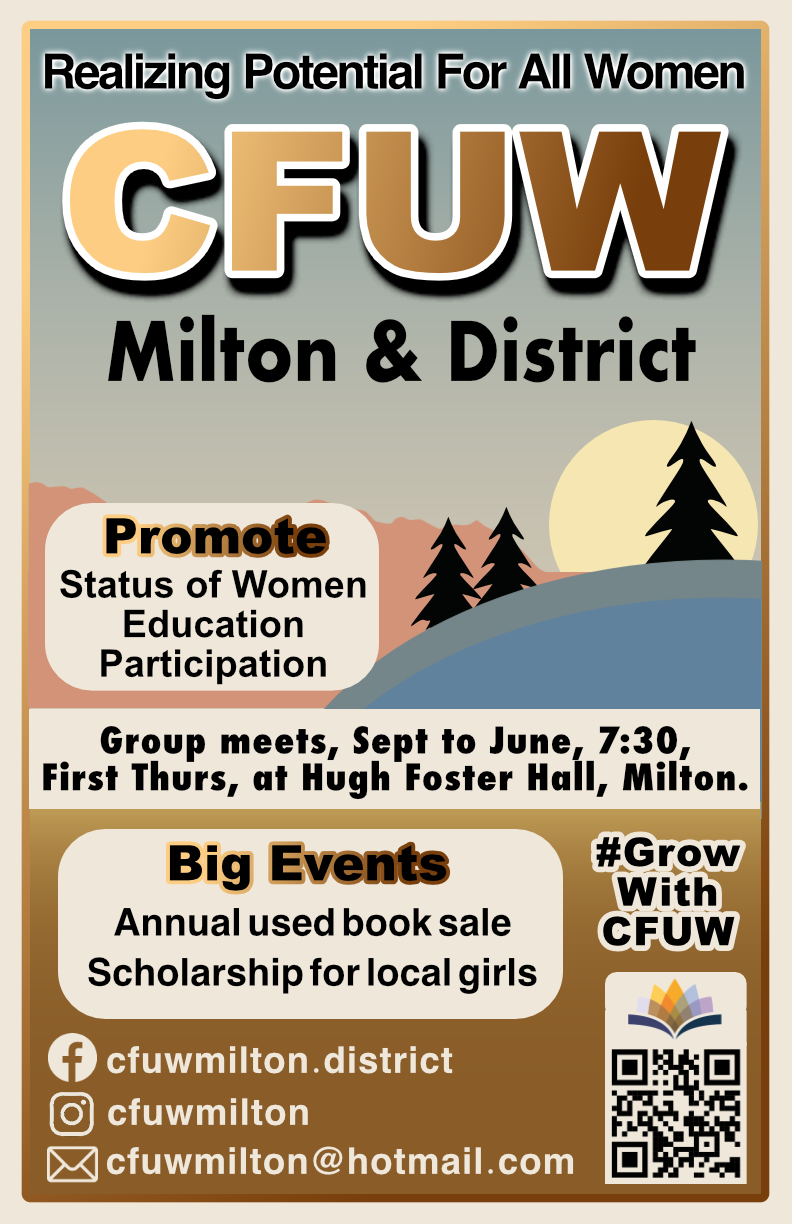 Realizing Potential For All Women
CFUW
Milton & District
Promote
Status of Women
Education
Participation
Group meets, Sept to June, 7:30,
First Thurs, at Hugh Foster Hall, Milton.
Big Events
Annual used book sale
Scholarship for local girls
#Grow
With
CFUW
cfuwmilton.district
cfuwmilton
cfuwmilton@hotmail.com